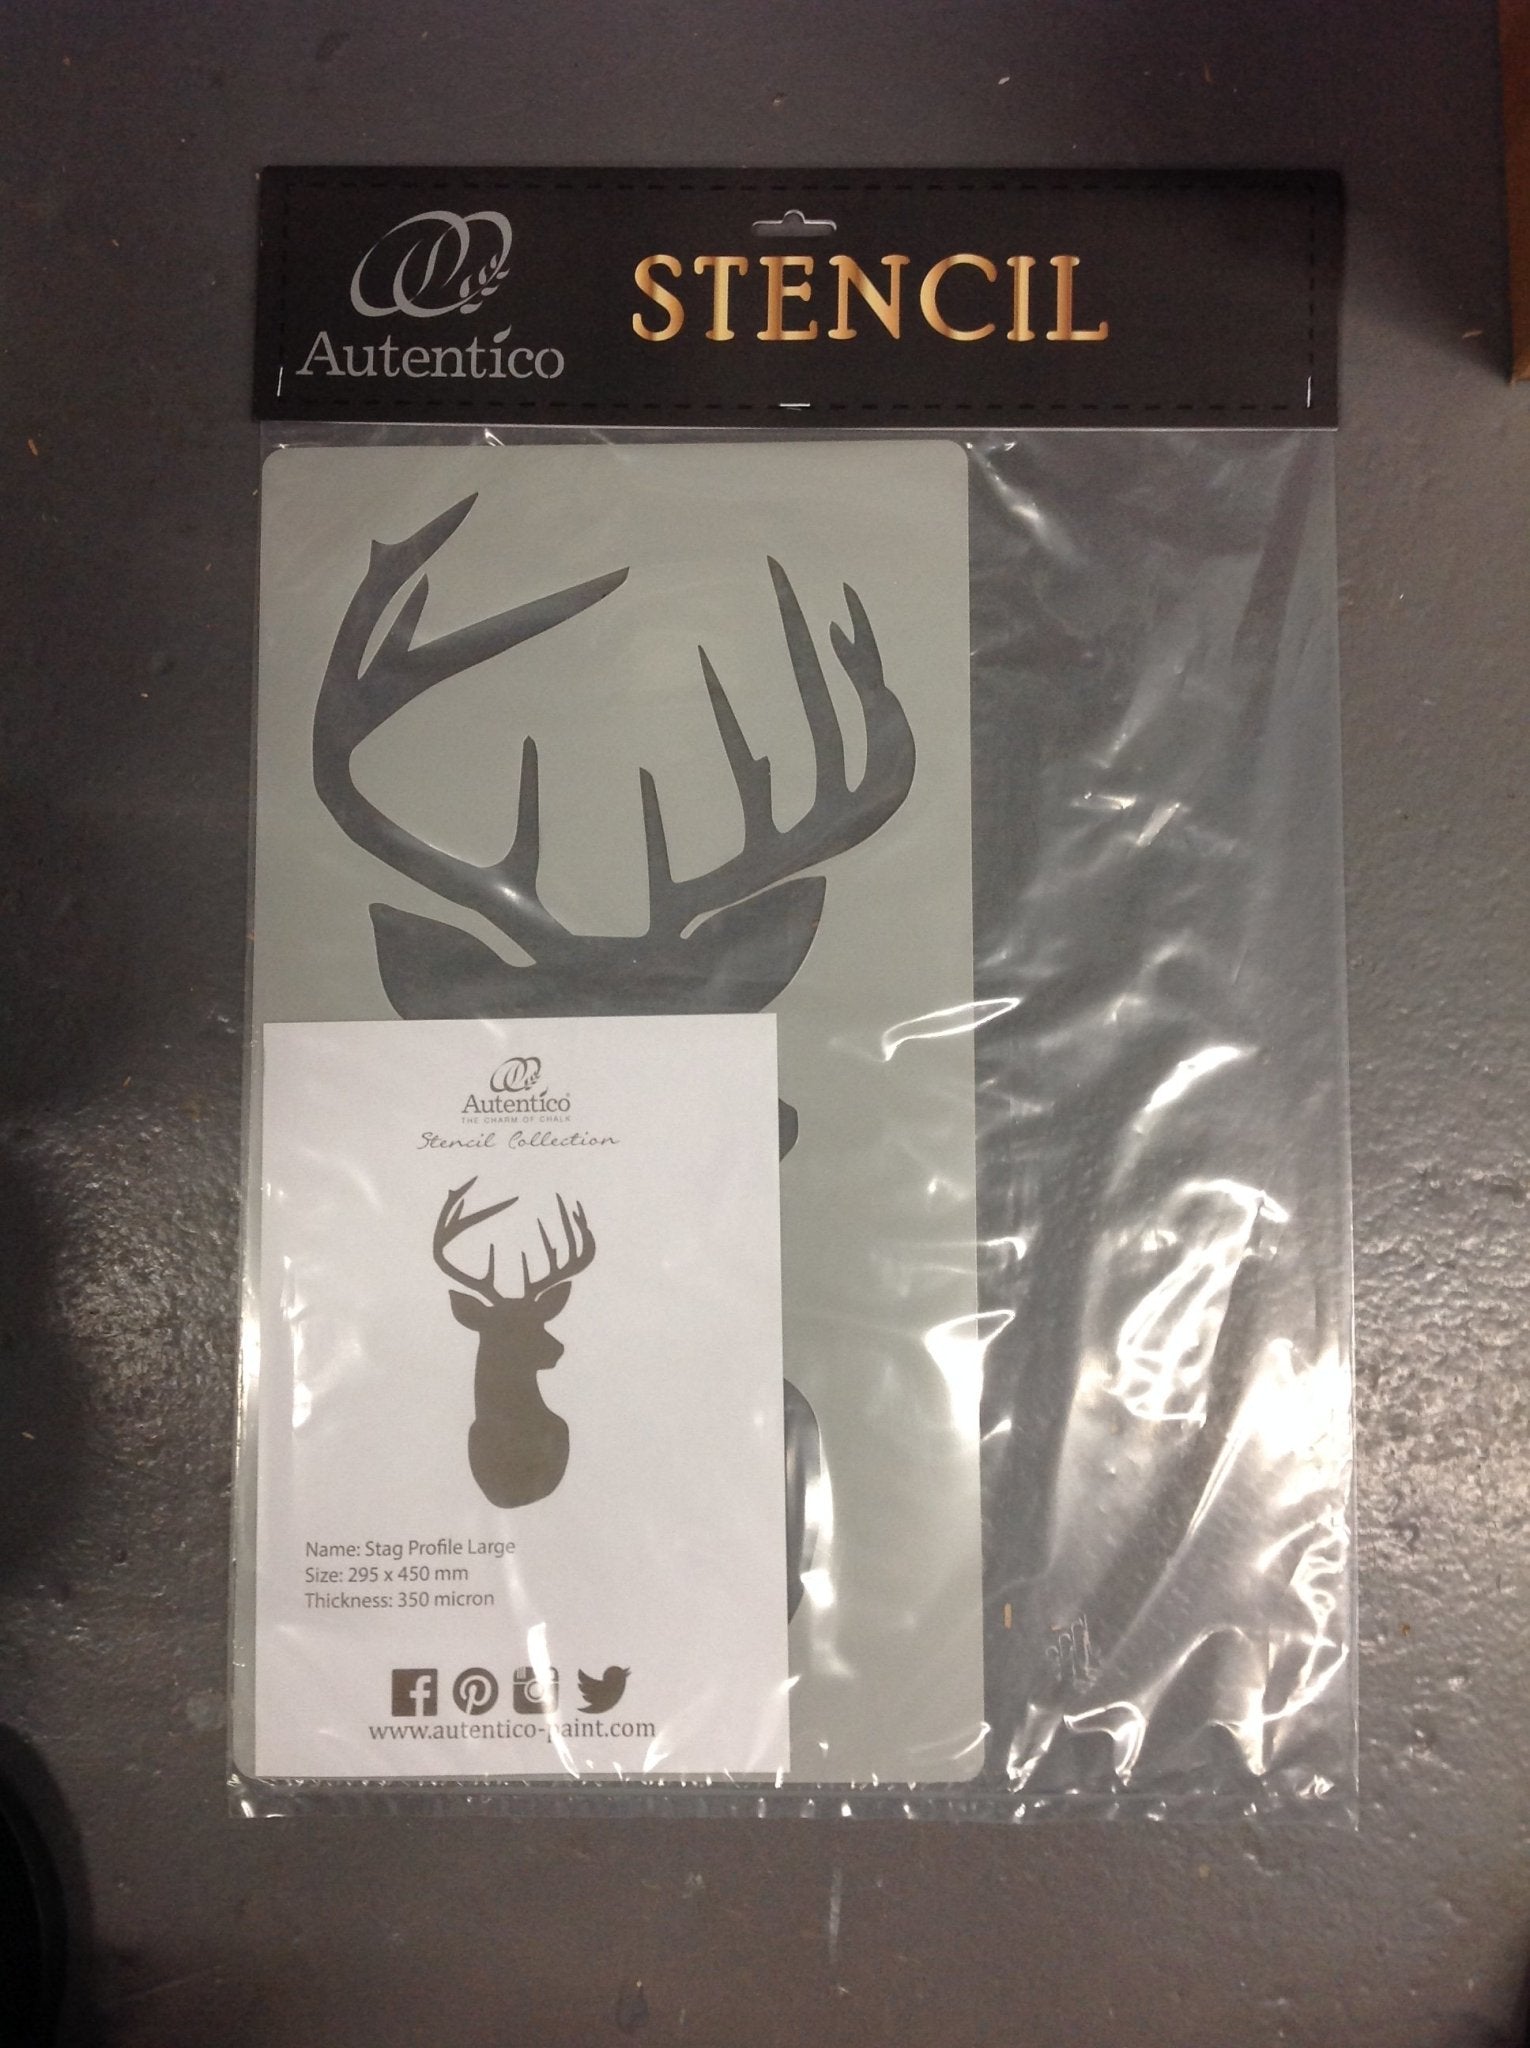 Autentico
STENCIL
Autentico®
THE CHARM OF CHALK
Stencil Collection
Name: Stag Profile Large
Size: 295 x 450 mm
Thickness: 350 micron
www.autentico-paint.com